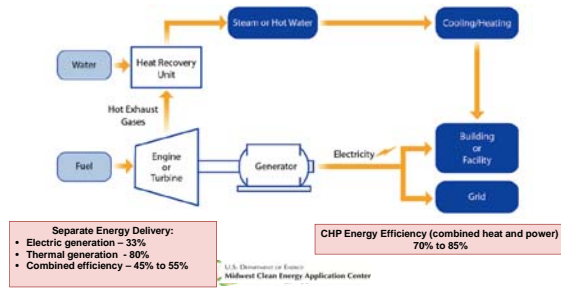 Steam or Hot Water
Cooling/Heating
Water
Heat Recovery
Unit
Hot Exhaust
Gases
Fuel
Engine
or
Turbine
Generator
Electricity
Building
or
Facility
Grid
Separate Energy Delivery:
• Electric generation – 33%
• Thermal generation - 80%
• Combined efficiency – 45% to 55%
CHP Energy Efficiency (combined heat and power)
70% to 85%
U.S. Department of Energy
Midwest Clean Energy Application Center